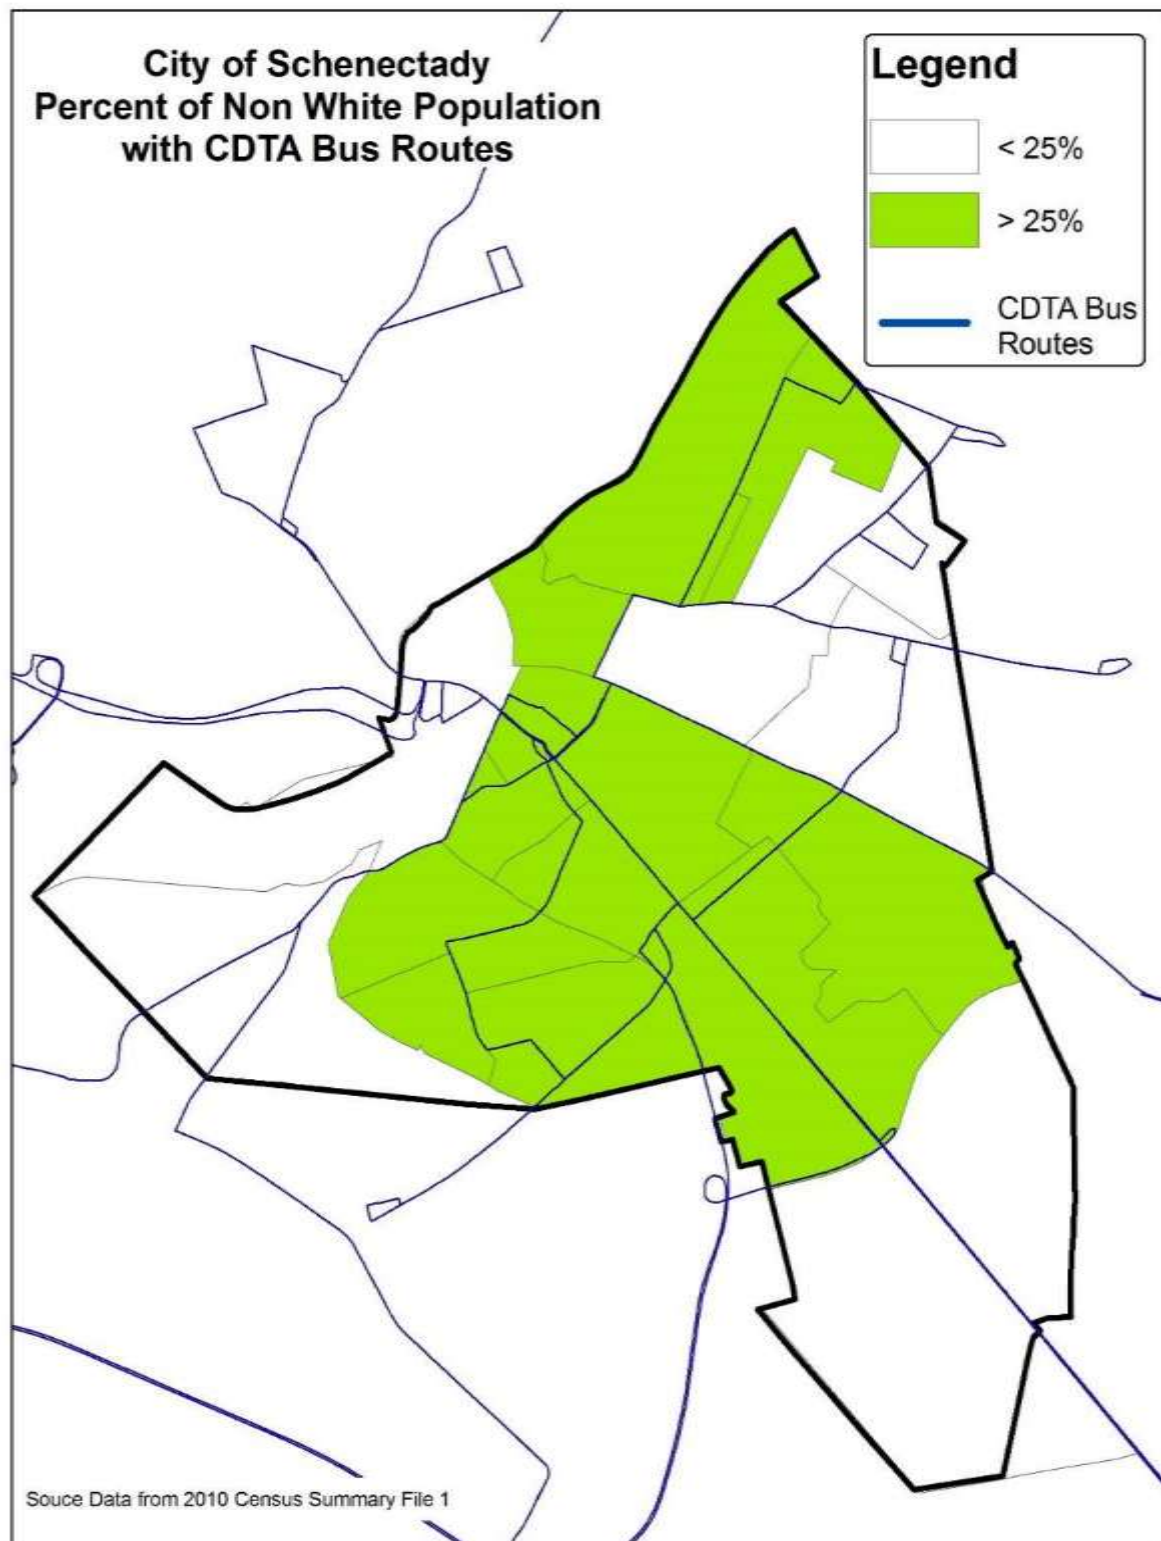 City of Schenectady
Percent of Non White Population
with CDTA Bus Routes
Legend
< 25%
> 25%
CDTA Bus
Routes
Souce Data from 2010 Census Summary File 1